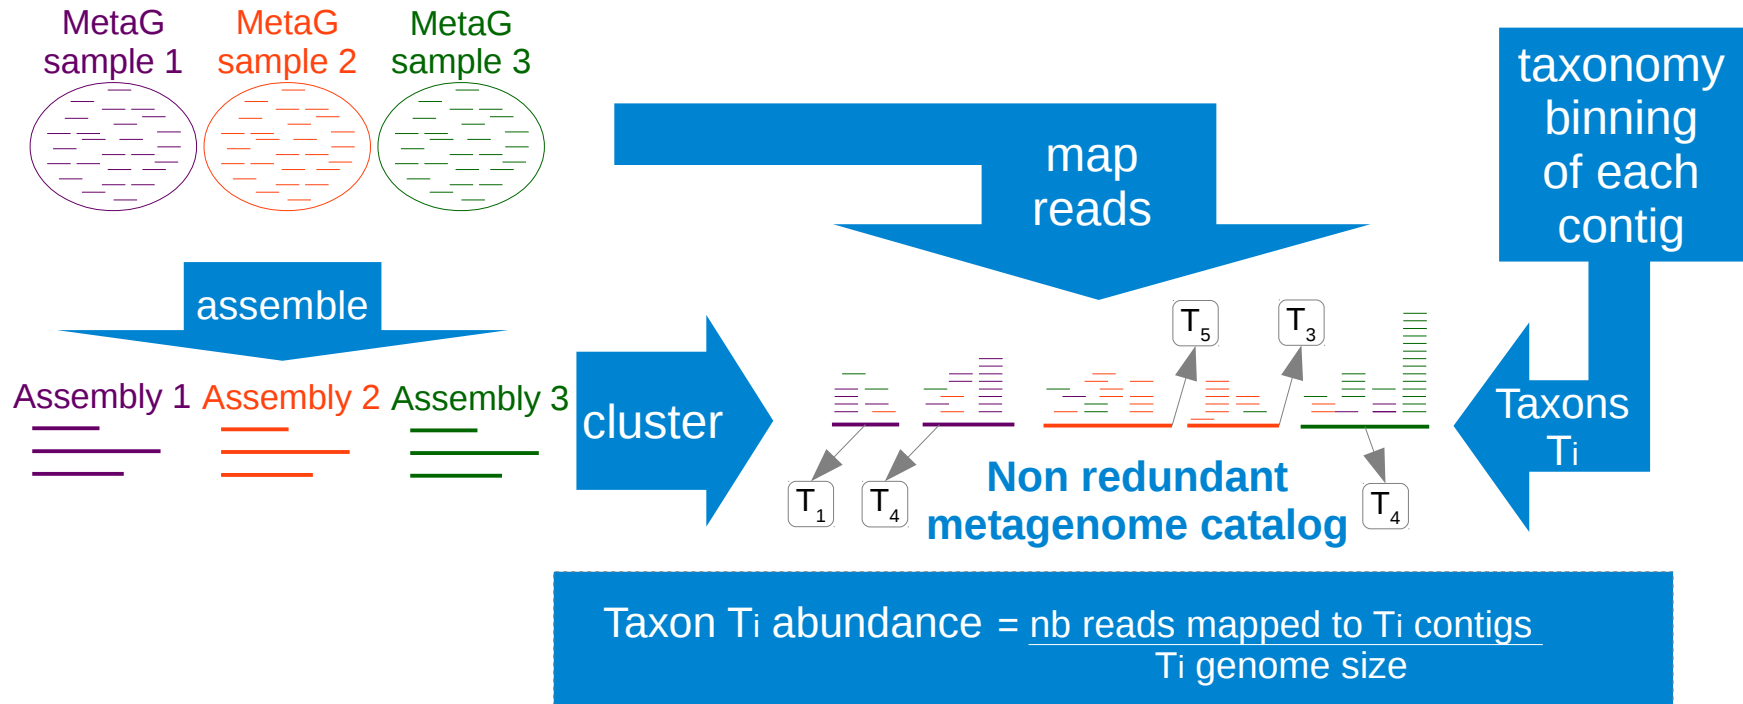 MetaG
sample 1
MetaG
sample 2
MetaG
sample 3
map
reads
taxonomy
binning
of each
contig
assemble
Assembly 1
Assembly 2
Assembly 3
cluster
T5
T3
Taxons
Ti
T1
T4
T4
Non redundant
metagenome catalog
Taxon Ti abundance = nb reads mapped to Ti contigs
Ti genome size